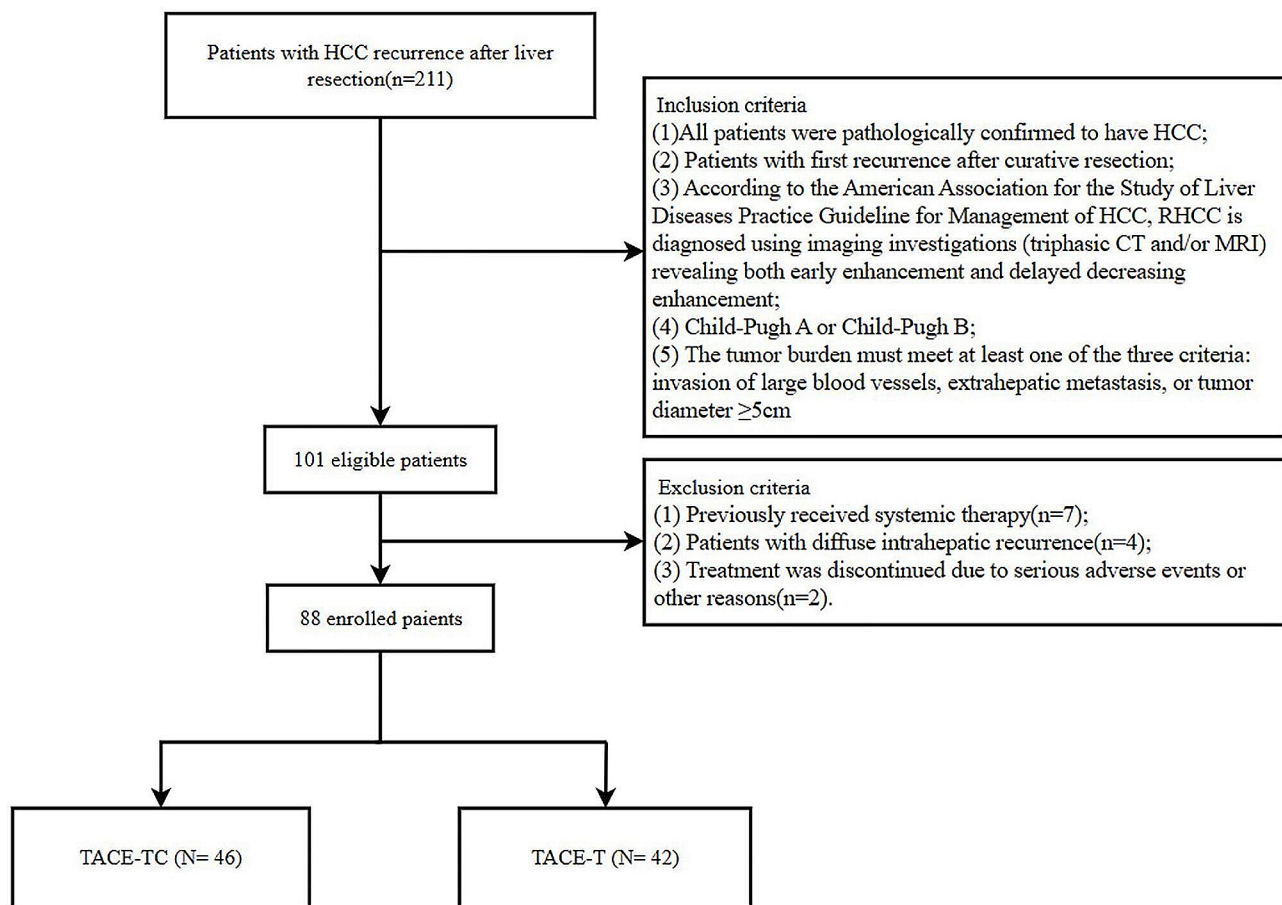 Patients with HCC recurrence after liver
resection(n=211)
Inclusion criteria
(1)All patients were pathologically confirmed to have HCC;
(2) Patients with first recurrence after curative resection;
(3) According to the American Association for the Study of Liver
Diseases Practice Guideline for Management of HCC, RHCC is
diagnosed using imaging investigations (triphasic CT and/or MRI)
revealing both early enhancement and delayed decreasing
enhancement;
(4) Child-Pugh A or Child-Pugh B;
(5) The tumor burden must meet at least one of the three criteria:
invasion of large blood vessels, extrahepatic metastasis, or tumor
diameter ≥5cm
101 eligible patients
Exclusion criteria
(1) Previously received systemic therapy(n=7);
(2) Patients with diffuse intrahepatic recurrence(n=4);
(3) Treatment was discontinued due to serious adverse events or
other reasons(n=2).
88 enrolled paients
TACE-TC (N= 46)
TACE-T (N= 42)